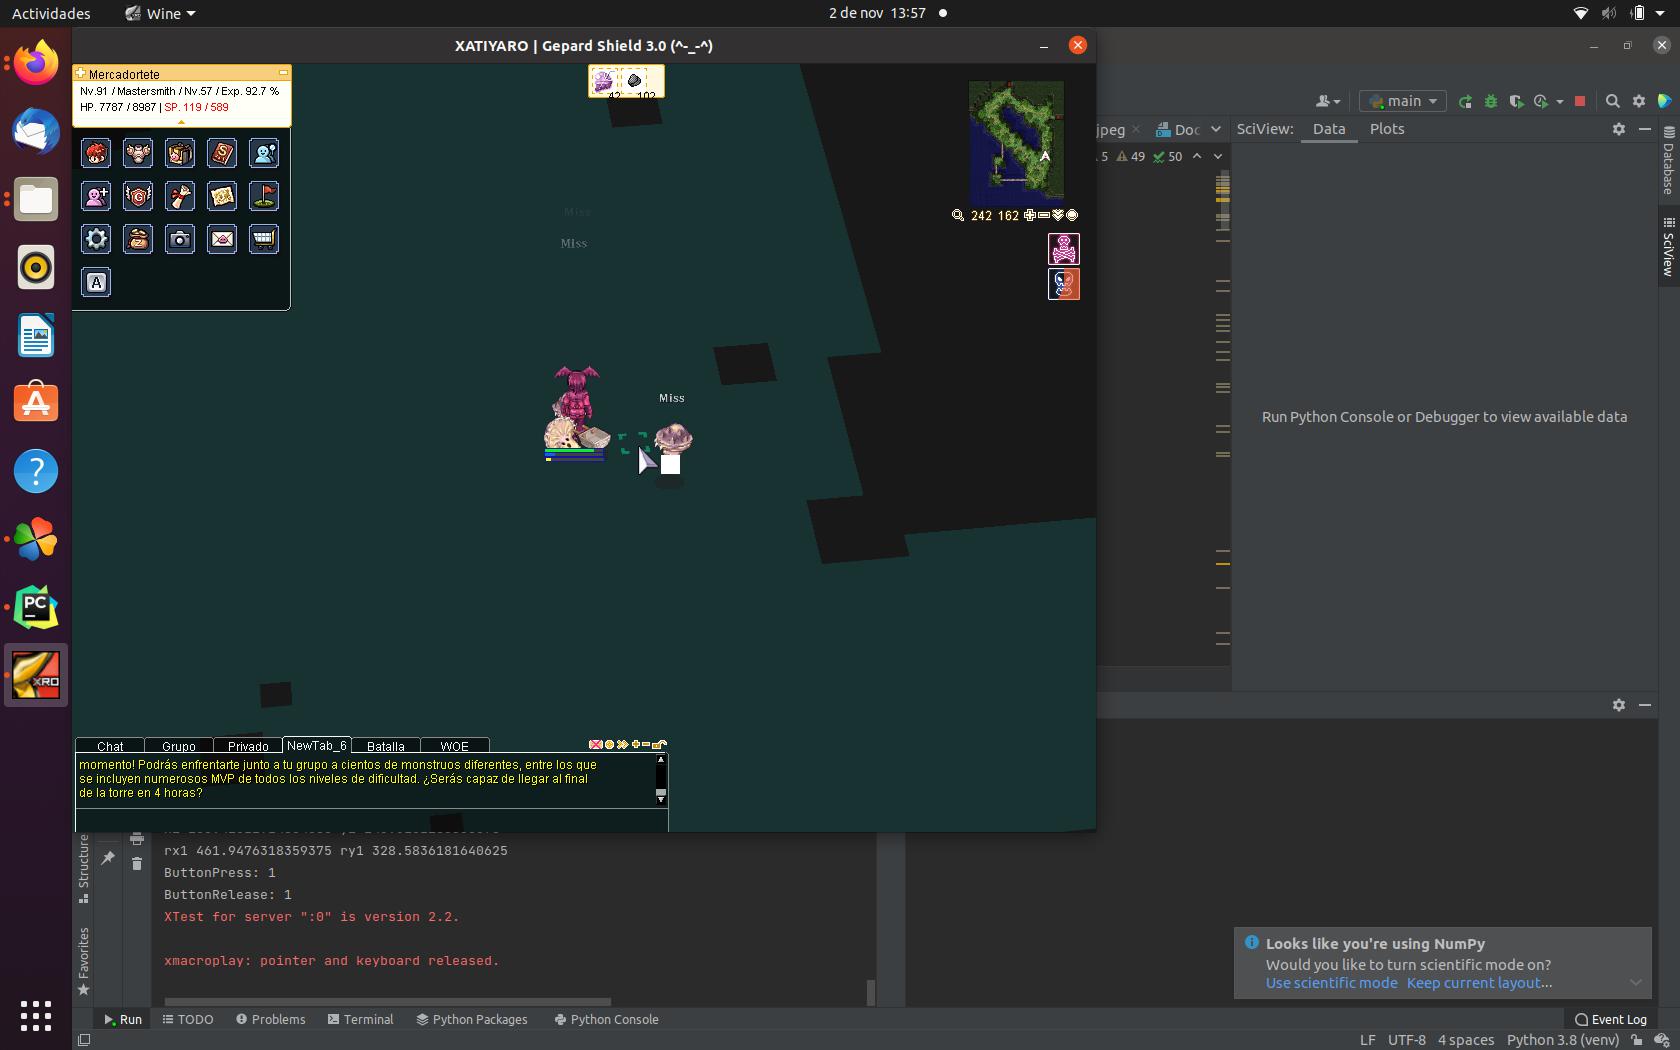 Actividades
Wine
2 de nov 13:57
XATIYARO | Gepard Shield 3.0 (^-_-^)
Mercadortete
Nv.91 / Mastersmith / Nv.57 / Exp. 92.7 %
HP. 7787 / 8987 | SP. 119 / 589
42 102
A
242 162
Miss
Miss
Miss
Chat Grupo Privado NewTab_6 Batalla WOE
momento! Podrás enfrentarte junto a tu grupo a cientos de monstruos diferentes, entre los que
se incluyen numerosos MVP de todos los niveles de dificultad. ¿Serás capaz de llegar al final
de la torre en 4 horas?
main
jpeg
Doc
SciView: Data Plots
5 49 50
Database
SciView
Run Python Console or Debugger to view available data
PC
XRO
Structure
Favorites
rx1 461.9476318359375 ry1 328.5836181640625
ButtonPress: 1
ButtonRelease: 1
XTest for server ":0" is version 2.2.
xmacroplay: pointer and keyboard released.
Looks like you're using NumPy
Would you like to turn scientific mode on?
Use scientific mode Keep current layout...
Run TODO Problems Terminal Python Packages Python Console
Event Log
LF UTF-8 4 spaces Python 3.8 (venv)